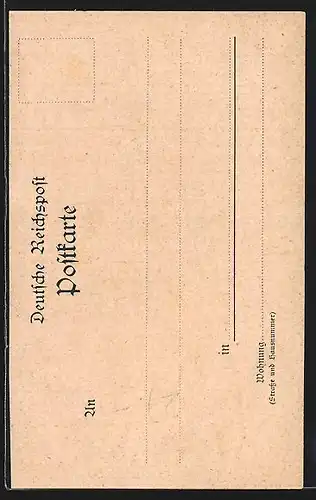 Deutsche Reichspost
Postkarte
An
in
Wohnung
(Straße und Hausnummer)